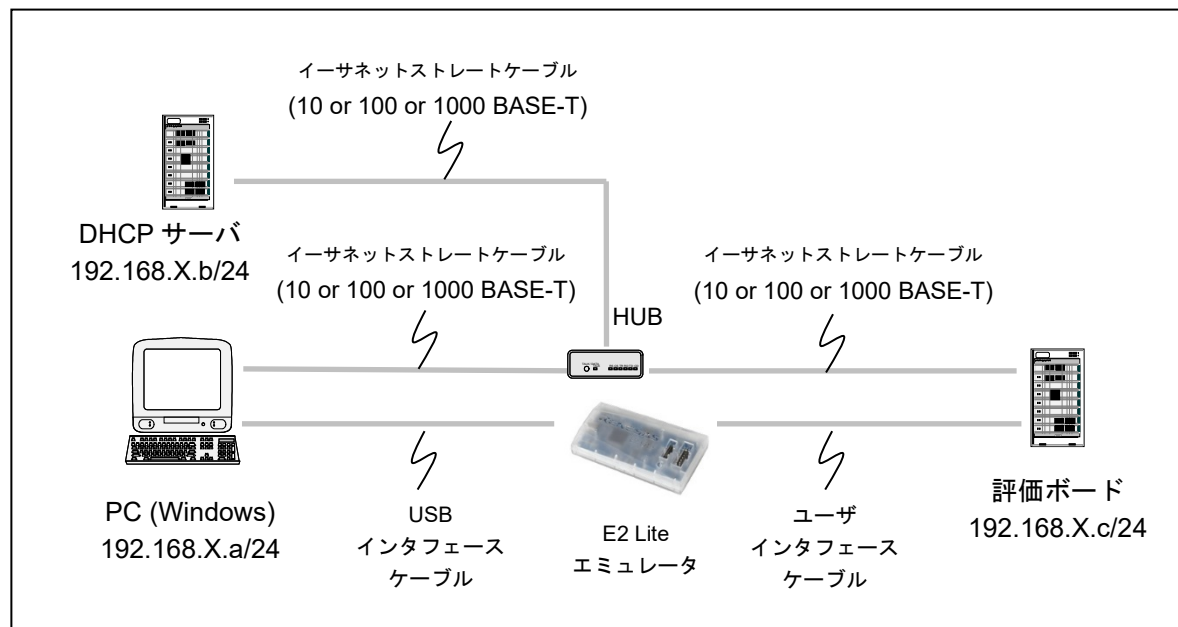 イーサネットストレートケーブル
(10 or 100 or 1000 BASE-T)
DHCP サーバ
192.168.X.b/24
イーサネットストレートケーブル
(10 or 100 or 1000 BASE-T)
イーサネットストレートケーブル
(10 or 100 or 1000 BASE-T)
HUB
PC (Windows)
192.168.X.a/24
USB
インタフェース
ケーブル
E2 Lite
エミュレータ
ユーザ
インタフェース
ケーブル
評価ボード
192.168.X.c/24